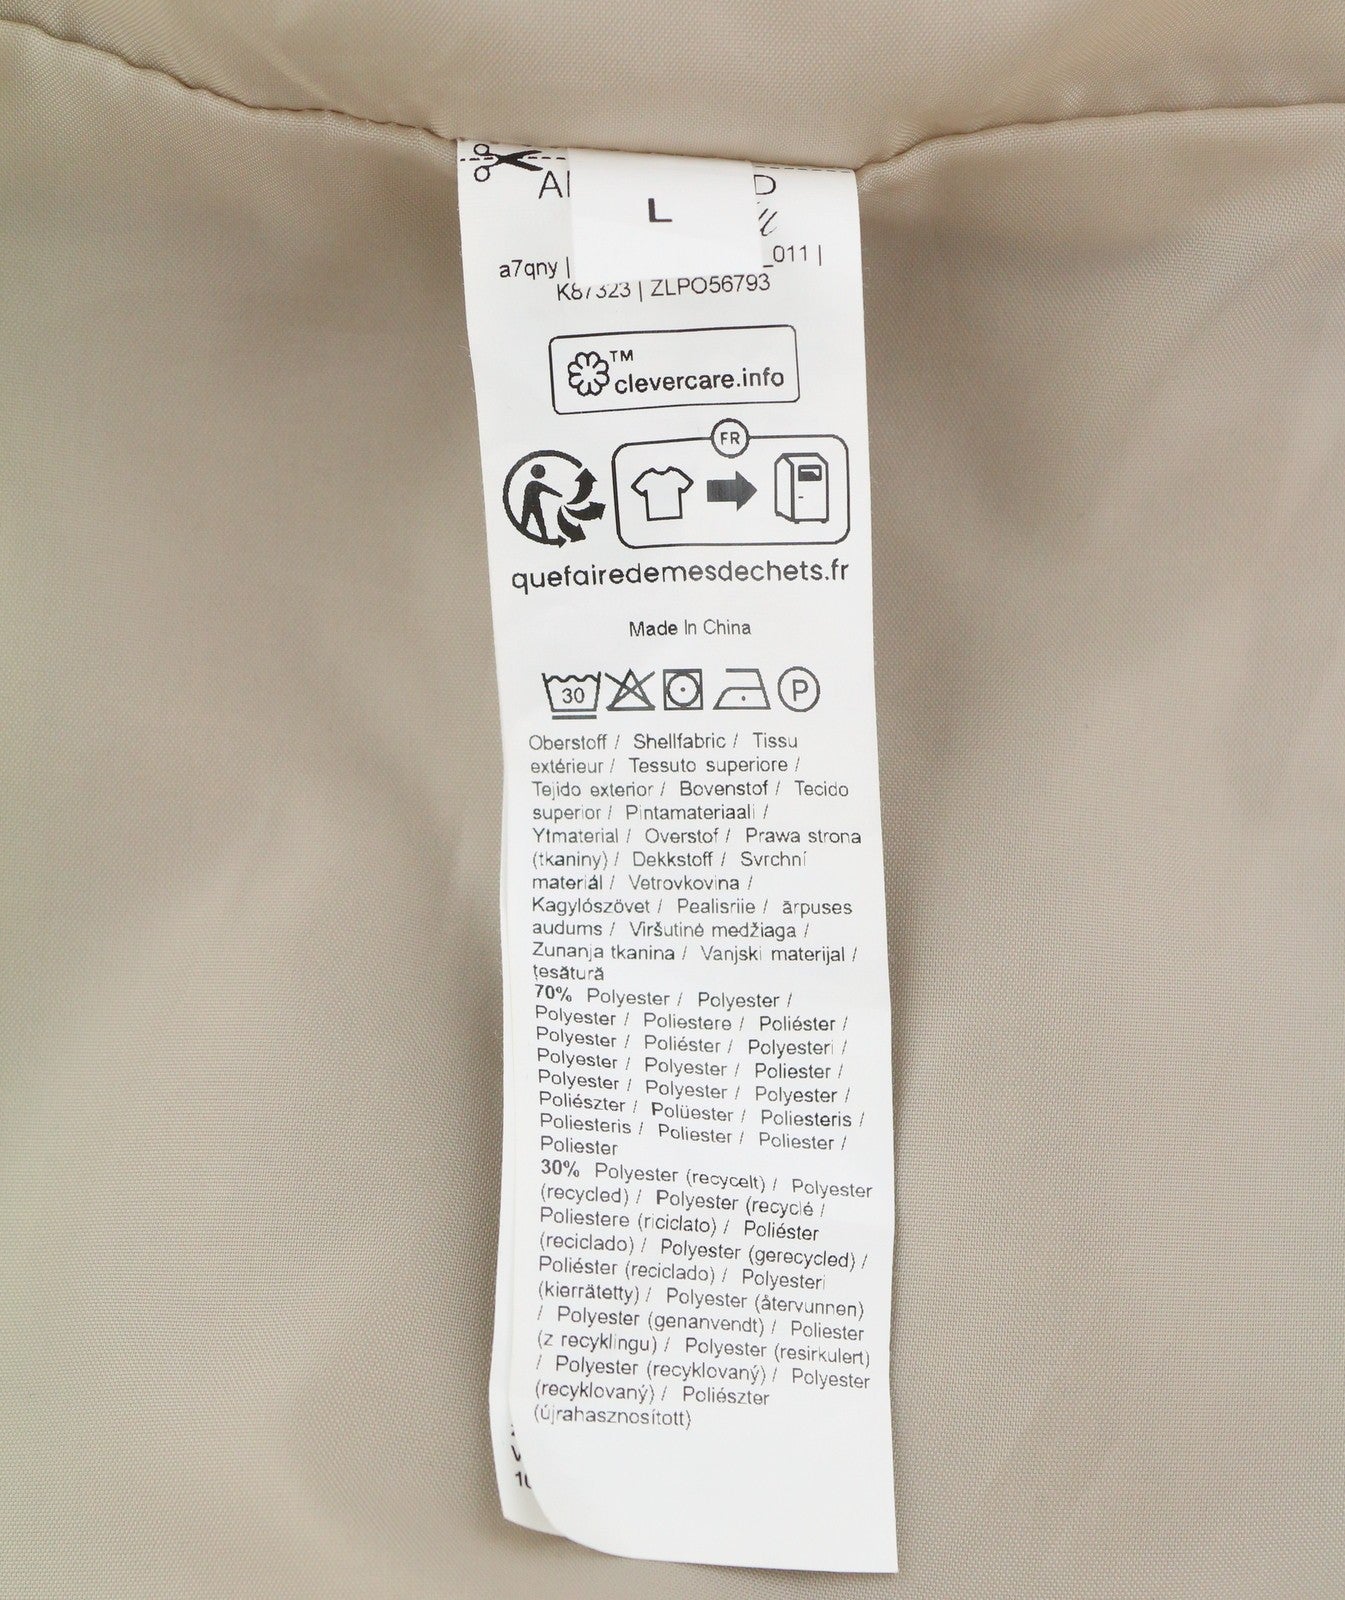 L
a7qny |
_011 |
K87323 | ZLPO56793
TM
clevercare.info
FR
quefairedemesdechets.fr
Made In China
30
P
Oberstoff / Shellfabric / Tissu
extérieur / Tessuto superiore /
Tejido exterior / Bovenstof / Tecido
superior / Pintamateriaali /
Ytmaterial / Overstof / Prawa strona
(tkaniny) / Dekkstoff / Svrchní
materiál / Vetrovkovina /
Kagylószövet / Pealisriie / ārpuses
audums / Viršutinė medžiaga /
Zunanja tkanina / Vanjski materijal /
țesătură
70% Polyester / Polyester /
Polyester / Poliestere / Poliéster /
Polyester / Poliéster / Polyesteri /
Polyester / Polyester / Poliester /
Polyester / Polyester / Polyester /
Poliészter / Polüester / Poliesteris /
Poliesteris / Poliester / Poliester /
Poliester
30% Polyester (recycelt) / Polyester
(recycled) / Polyester (recyclé /
Poliestere (riciclato) / Poliéster
(reciclado) / Polyester (gerecycled) /
Poliéster (reciclado) / Polyesteri
(kierrätetty) / Polyester (återvunnen)
/ Polyester (genanvendt) / Poliester
(z recyklingu) / Polyester (resirkulert)
/ Polyester (recyklovaný) / Polyester
(recyklovaný) / Poliészter
(újrahasznosított)